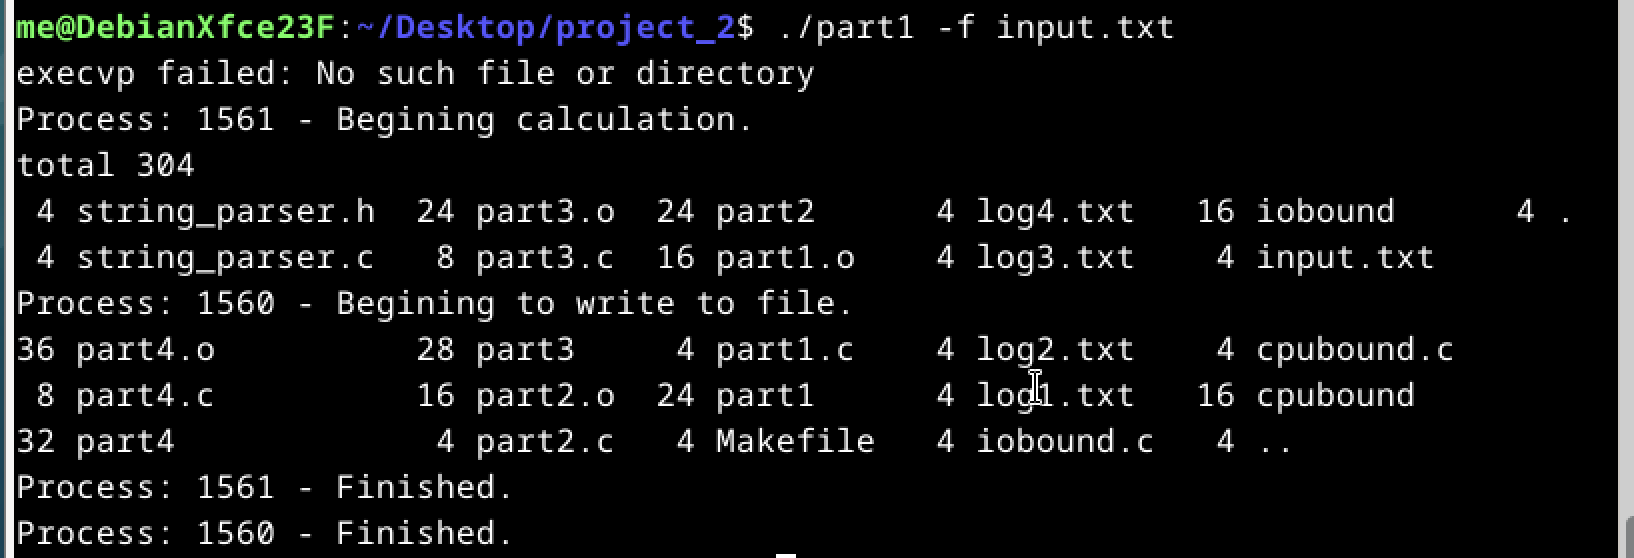 me@DebianXfce23F:~/Desktop/project_2$ ./part1 -f input.txt
execvp failed: No such file or directory
Process: 1561 - Begining calculation.
total 304
 4 string_parser.h  24 part3.o  24 part2      4 log4.txt   16 iobound      4 .
 4 string_parser.c   8 part3.c  16 part1.o    4 log3.txt    4 input.txt
Process: 1560 - Begining to write to file.
36 part4.o          28 part3     4 part1.c    4 log2.txt    4 cpubound.c
 8 part4.c          16 part2.o  24 part1      4 log1.txt   16 cpubound
32 part4             4 part2.c   4 Makefile   4 iobound.c   4 ..
Process: 1561 - Finished.
Process: 1560 - Finished.